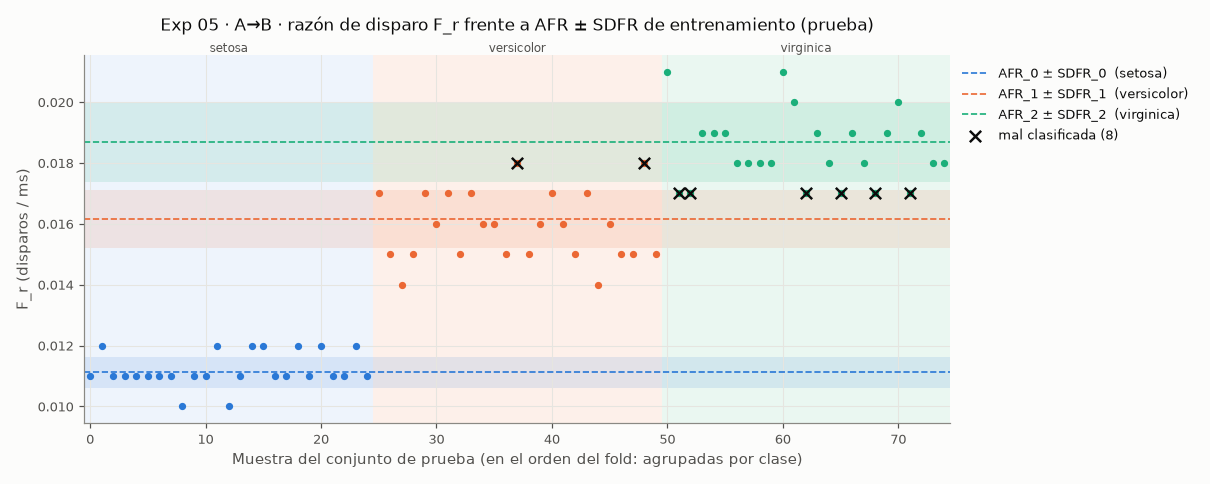 Exp 05 · A→B · razón de disparo F_r frente a AFR ± SDFR de entrenamiento (prueba)
setosa
versicolor
virginica
AFR_0 ± SDFR_0  (setosa)
AFR_1 ± SDFR_1  (versicolor)
AFR_2 ± SDFR_2  (virginica)
mal clasificada (8)
F_r (disparos / ms)
0.020
0.018
0.016
0.014
0.012
0.010
0 10 20 30 40 50 60 70
Muestra del conjunto de prueba (en el orden del fold: agrupadas por clase)